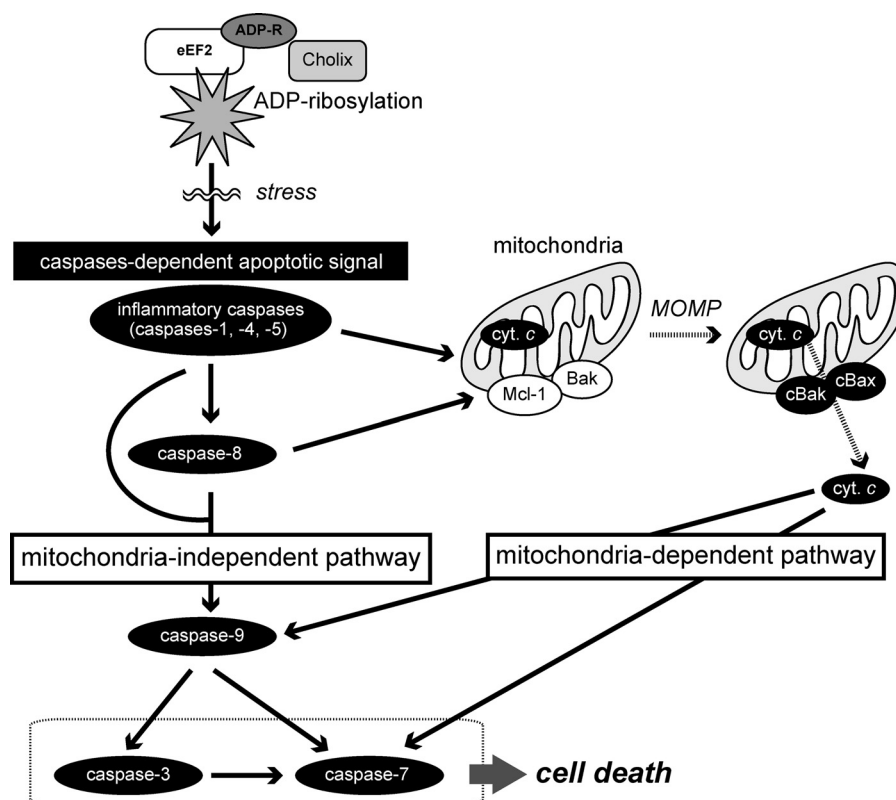 ADP-R
eEF2
Cholix
ADP-ribosylation
stress
caspases-dependent apoptotic signal
mitochondria
inflammatory caspases
(caspases-1, -4, -5)
MOMP
cyt. c
cyt. c
Mcl-1
Bak
cBak
cBax
caspase-8
cyt. c
mitochondria-independent pathway
mitochondria-dependent pathway
caspase-9
caspase-3
caspase-7
cell death